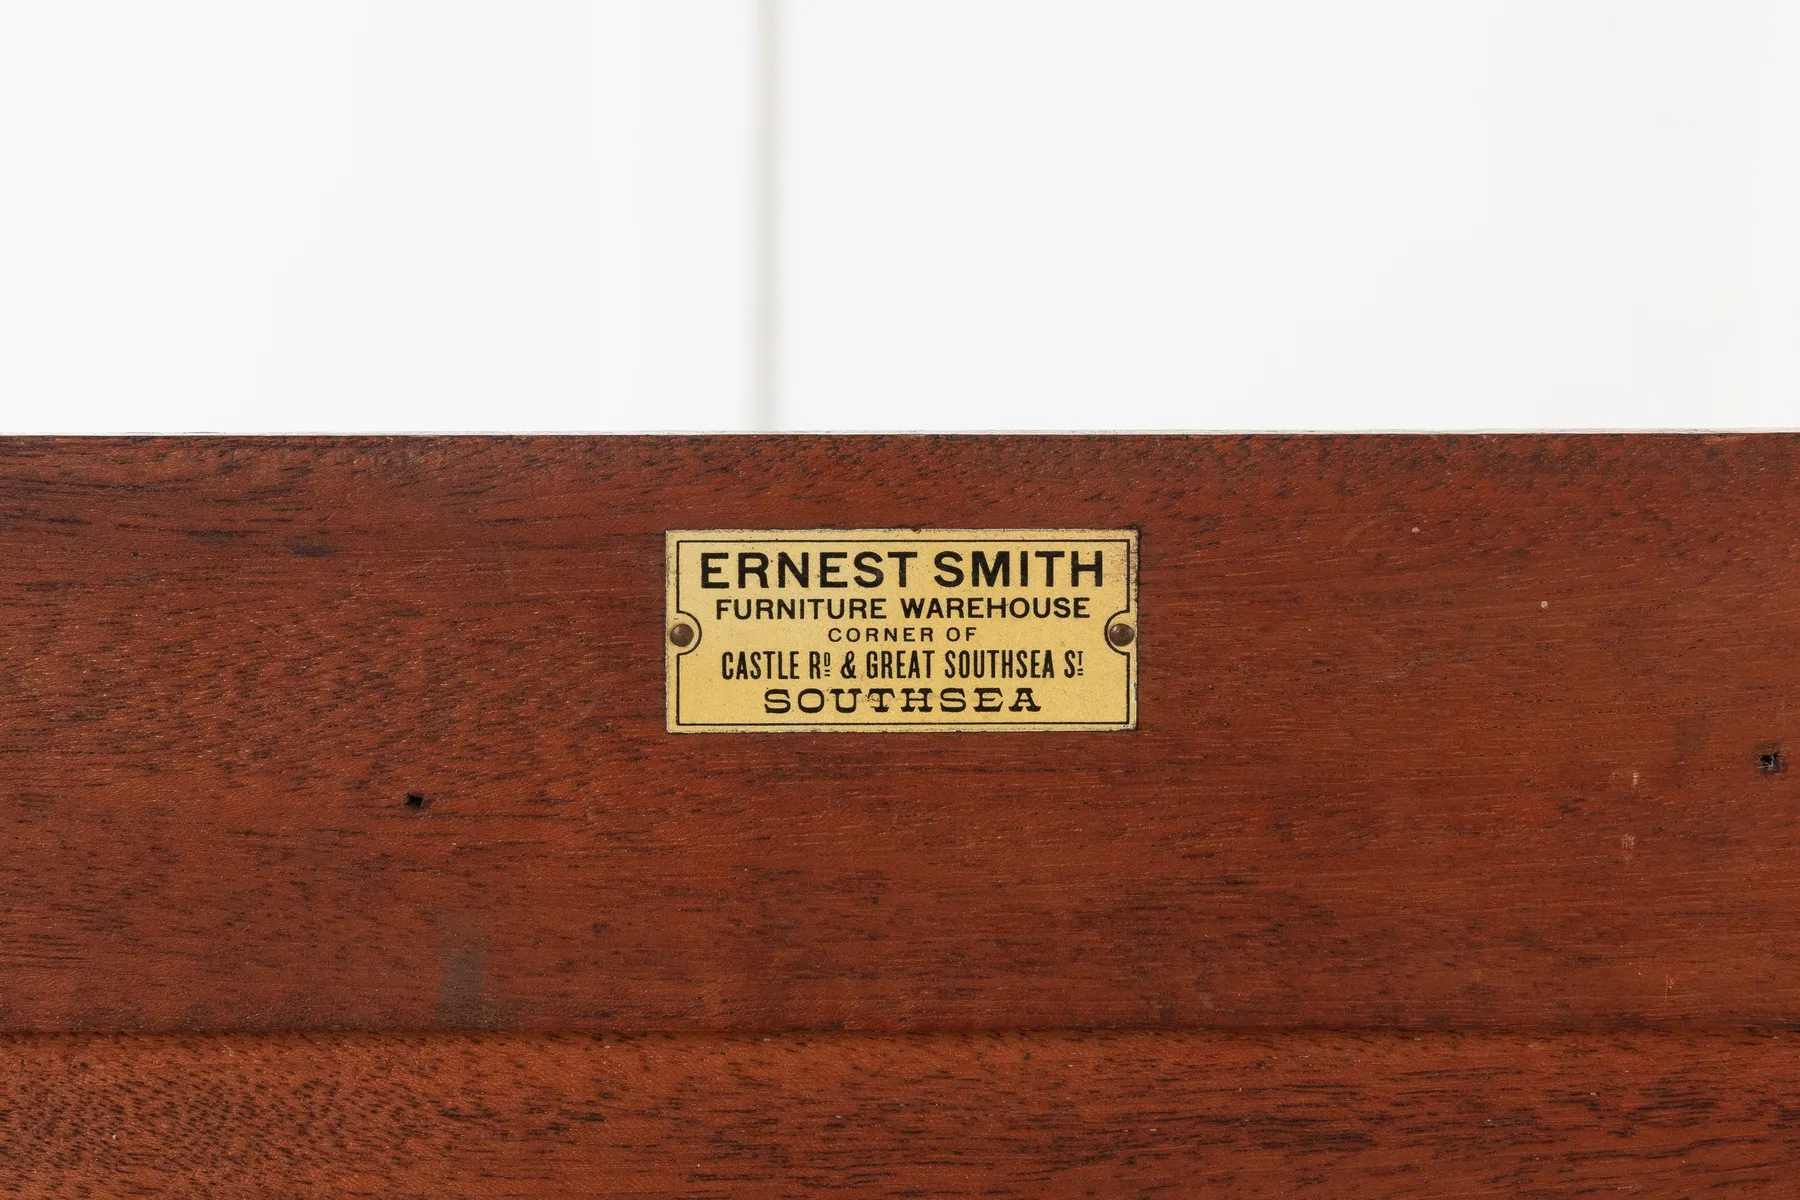 ERNEST SMITH
FURNITURE WAREHOUSE
CORNER OF
CASTLE RD & GREAT SOUTHSEA ST
SOUTHSEA